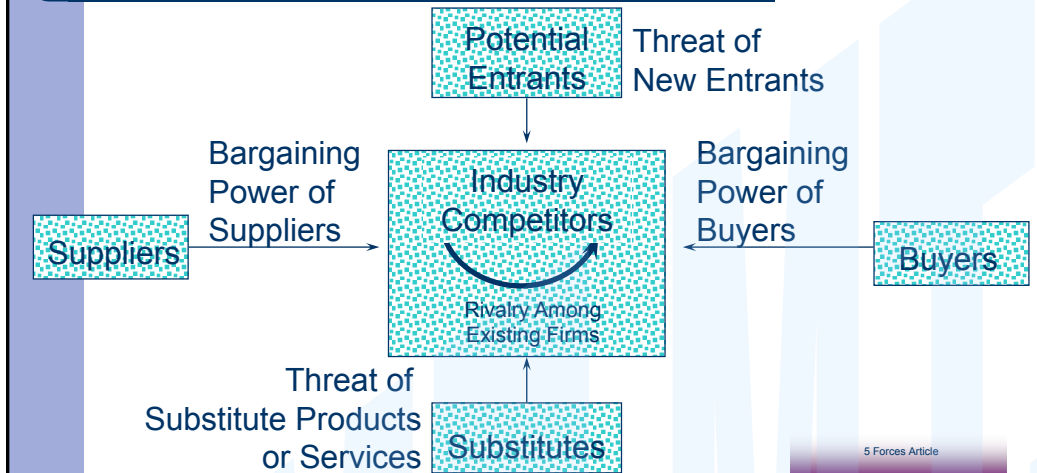 Potential
Entrants
Threat of
New Entrants
Bargaining
Power of
Suppliers
Industry
Competitors
Bargaining
Power of
Buyers
Suppliers
Buyers
Rivalry Among
Existing Firms
Threat of
Substitute Products
or Services
Substitutes
5 Forces Article